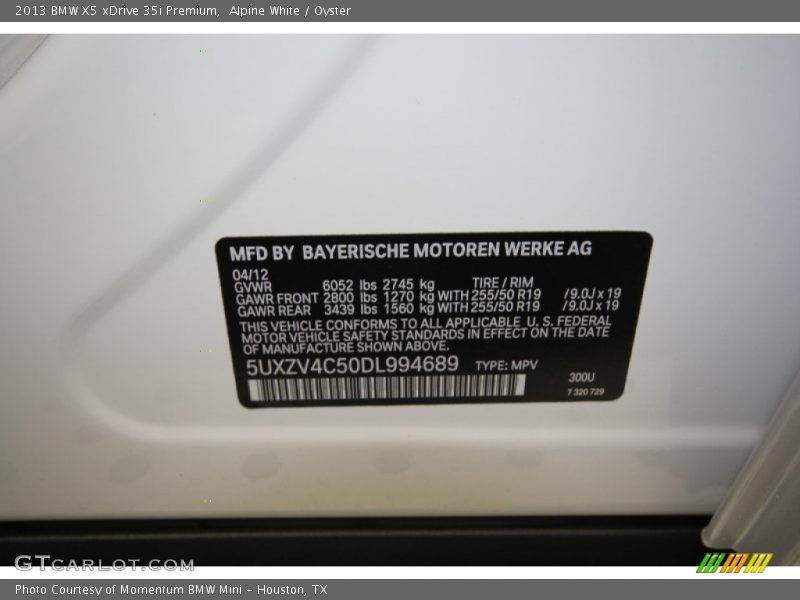 2013 BMW X5 xDrive 35i Premium, Alpine White / Oyster
MFD BY BAYERISCHE MOTOREN WERKE AG
04/12
GVWR 6052 lbs 2745 kg TIRE / RIM
GAWR FRONT 2800 lbs 1270 kg WITH 255/50 R19 /9.0J x 19
GAWR REAR 3439 lbs 1560 kg WITH 255/50 R19 /9.0J x 19
THIS VEHICLE CONFORMS TO ALL APPLICABLE U. S. FEDERAL
MOTOR VEHICLE SAFETY STANDARDS IN EFFECT ON THE DATE
OF MANUFACTURE SHOWN ABOVE.
5UXZV4C50DL994689 TYPE: MPV
300U
7 320 729
GTCARLOT.COM
Photo Courtesy of Momentum BMW Mini - Houston, TX